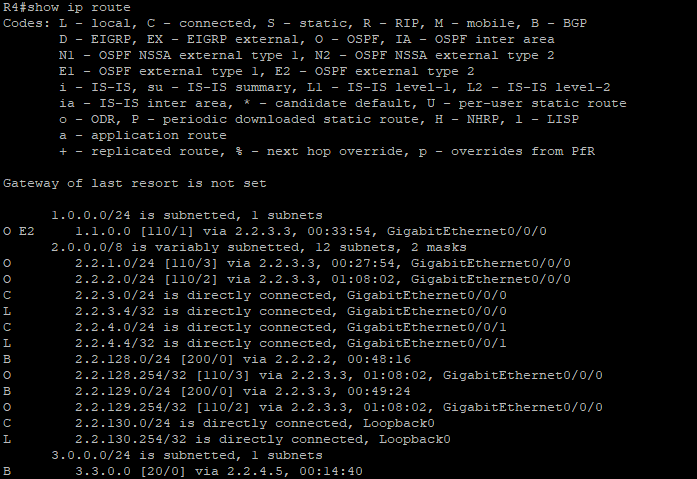 R4#show ip route
Codes: L - local, C - connected, S - static, R - RIP, M - mobile, B - BGP
       D - EIGRP, EX - EIGRP external, O - OSPF, IA - OSPF inter area
       N1 - OSPF NSSA external type 1, N2 - OSPF NSSA external type 2
       E1 - OSPF external type 1, E2 - OSPF external type 2
       i - IS-IS, su - IS-IS summary, L1 - IS-IS level-1, L2 - IS-IS level-2
       ia - IS-IS inter area, * - candidate default, U - per-user static route
       o - ODR, P - periodic downloaded static route, H - NHRP, l - LISP
       a - application route
       + - replicated route, % - next hop override, p - overrides from PfR
Gateway of last resort is not set
      1.0.0.0/24 is subnetted, 1 subnets
O E2     1.1.0.0 [110/1] via 2.2.3.3, 00:33:54, GigabitEthernet0/0/0
      2.0.0.0/8 is variably subnetted, 12 subnets, 2 masks
O        2.2.1.0/24 [110/3] via 2.2.3.3, 00:27:54, GigabitEthernet0/0/0
O        2.2.2.0/24 [110/2] via 2.2.3.3, 01:08:02, GigabitEthernet0/0/0
C        2.2.3.0/24 is directly connected, GigabitEthernet0/0/0
L        2.2.3.4/32 is directly connected, GigabitEthernet0/0/0
C        2.2.4.0/24 is directly connected, GigabitEthernet0/0/1
L        2.2.4.4/32 is directly connected, GigabitEthernet0/0/1
B        2.2.128.0/24 [200/0] via 2.2.2.2, 00:48:16
O        2.2.128.254/32 [110/3] via 2.2.3.3, 01:08:02, GigabitEthernet0/0/0
B        2.2.129.0/24 [200/0] via 2.2.3.3, 00:49:24
O        2.2.129.254/32 [110/2] via 2.2.3.3, 01:08:02, GigabitEthernet0/0/0
C        2.2.130.0/24 is directly connected, Loopback0
L        2.2.130.254/32 is directly connected, Loopback0
      3.0.0.0/24 is subnetted, 1 subnets
B        3.3.0.0 [20/0] via 2.2.4.5, 00:14:40